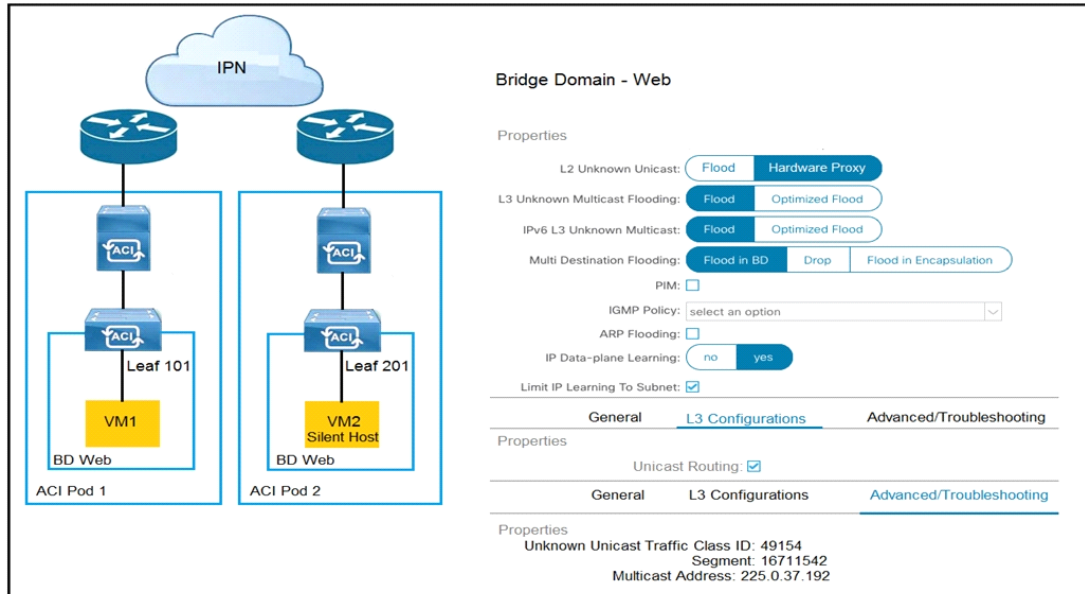 IPN
ACI
ACI
ACI
ACI
Leaf 101
Leaf 201
VM1
VM2
Silent Host
BD Web
BD Web
ACI Pod 1
ACI Pod 2
Bridge Domain - Web
Properties
L2 Unknown Unicast: Flood Hardware Proxy
L3 Unknown Multicast Flooding: Flood Optimized Flood
IPv6 L3 Unknown Multicast: Flood Optimized Flood
Multi Destination Flooding: Flood in BD Drop Flood in Encapsulation
PIM:
IGMP Policy: select an option
ARP Flooding:
IP Data-plane Learning: no yes
Limit IP Learning To Subnet:
General L3 Configurations Advanced/Troubleshooting
Properties
Unicast Routing:
General L3 Configurations Advanced/Troubleshooting
Properties
Unknown Unicast Traffic Class ID: 49154
Segment: 16711542
Multicast Address: 225.0.37.192